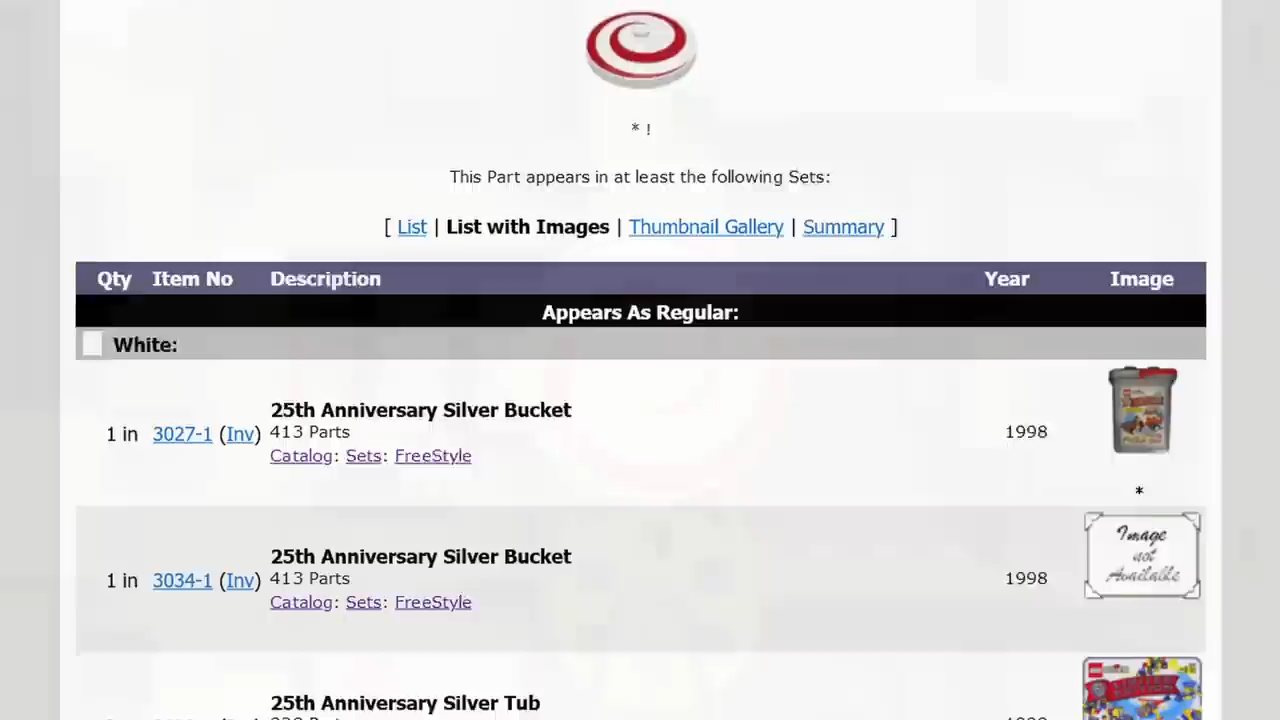 * !
This Part appears in at least the following Sets:
[ List | List with Images | Thumbnail Gallery | Summary ]
Qty Item No Description Year Image
Appears As Regular:
White:
25th Anniversary Silver Bucket
1 in 3027-1 (Inv) 413 Parts 1998
Catalog: Sets: FreeStyle
*
25th Anniversary Silver Bucket
1 in 3034-1 (Inv) 413 Parts 1998
Catalog: Sets: FreeStyle
Image
not
Available
25th Anniversary Silver Tub